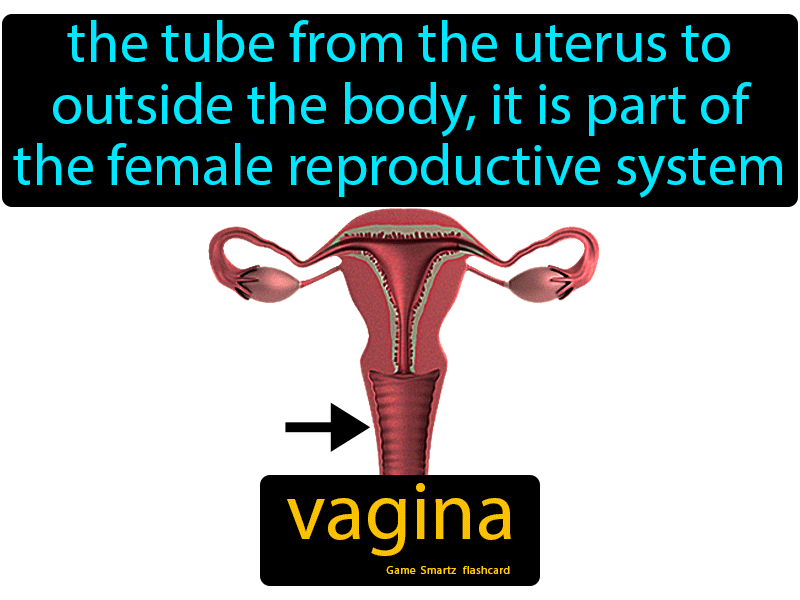 the tube from the uterus to
outside the body, it is part of
the female reproductive system
vagina
Game Smartz flashcard